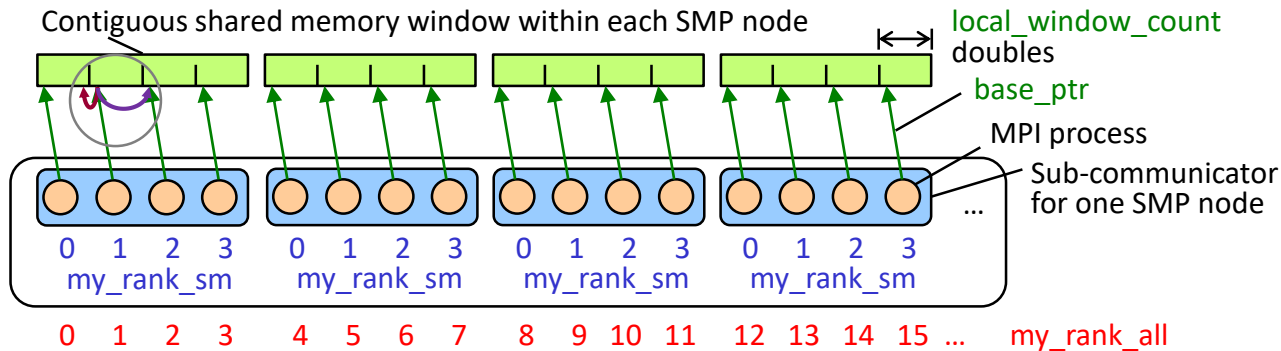 Contiguous shared memory window within each SMP node
local_window_count
doubles
base_ptr
MPI process
Sub-communicator
for one SMP node
...
0 1 2 3 0 1 2 3 0 1 2 3 0 1 2 3
my_rank_sm my_rank_sm my_rank_sm my_rank_sm
0 1 2 3 4 5 6 7 8 9 10 11 12 13 14 15 ... my_rank_all